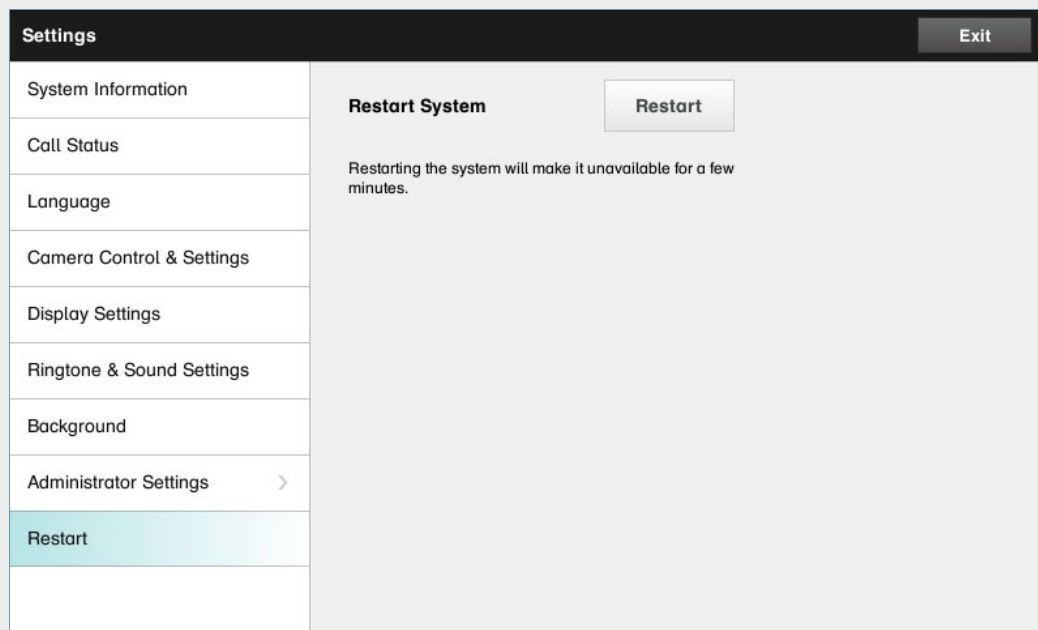 Settings
Exit
System Information
Call Status
Language
Camera Control & Settings
Display Settings
Ringtone & Sound Settings
Background
Administrator Settings
Restart
Restart System
Restart
Restarting the system will make it unavailable for a few
minutes.